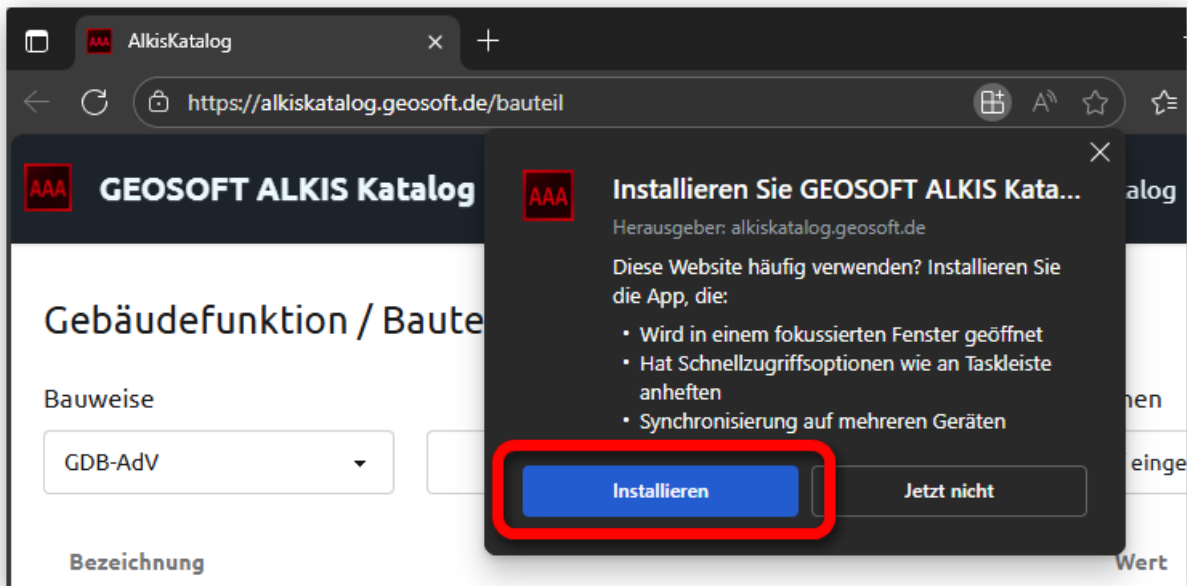 AAA AlkisKatalog
https://alkiskatalog.geosoft.de/bauteil
AAA GEOSOFT ALKIS Katalog
alog
AAA Installieren Sie GEOSOFT ALKIS Kata...
Herausgeber: alkiskatalog.geosoft.de
Diese Website häufig verwenden? Installieren Sie
die App, die:
• Wird in einem fokussierten Fenster geöffnet
• Hat Schnellzugriffsoptionen wie an Taskleiste
anheften
• Synchronisierung auf mehreren Geräten
Installieren Jetzt nicht
Gebäudefunktion / Baute
Bauweise
nen
GDB-AdV
einge
Bezeichnung
Wert